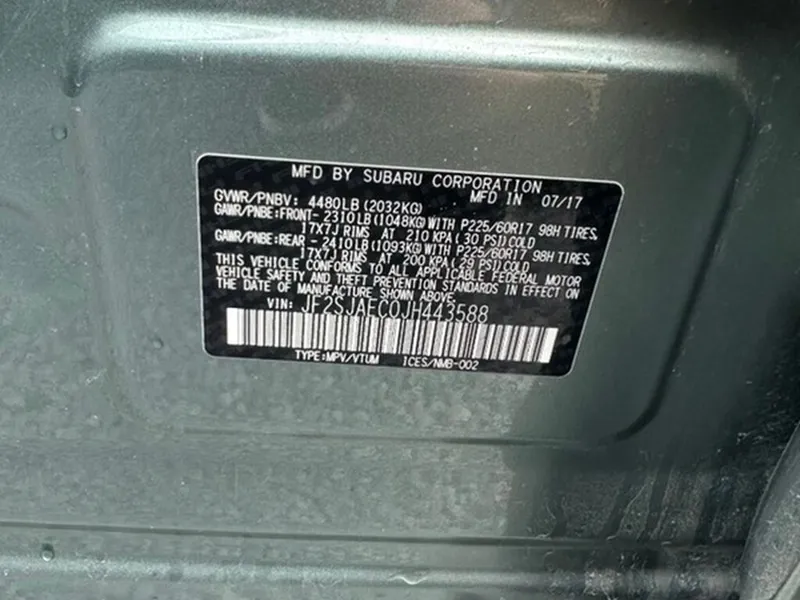 MFD BY SUBARU CORPORATION
MFD IN 07/17
GVWR/PNBV: 4480LB (2032KG)
GAWR/PNBE:FRONT- 2310LB (1048KG) WITH P225/60R17 98H TIRES,
17X7J RIMS AT 210 KPA (30 PSI) COLD
GAWR/PNBE:REAR - 2410LB (1093KG) WITH P225/60R17 98H TIRES,
17X7J RIMS AT 200 KPA (29 PSI) COLD
THIS VEHICLE CONFORMS TO ALL APPLICABLE FEDERAL MOTOR
VEHICLE SAFETY AND THEFT PREVENTION STANDARDS IN EFFECT ON
THE DATE OF MANUFACTURE SHOWN ABOVE.
VIN: JF2SJAEC0JH443588
TYPE:MPV/VTUM ICES/NMB-002